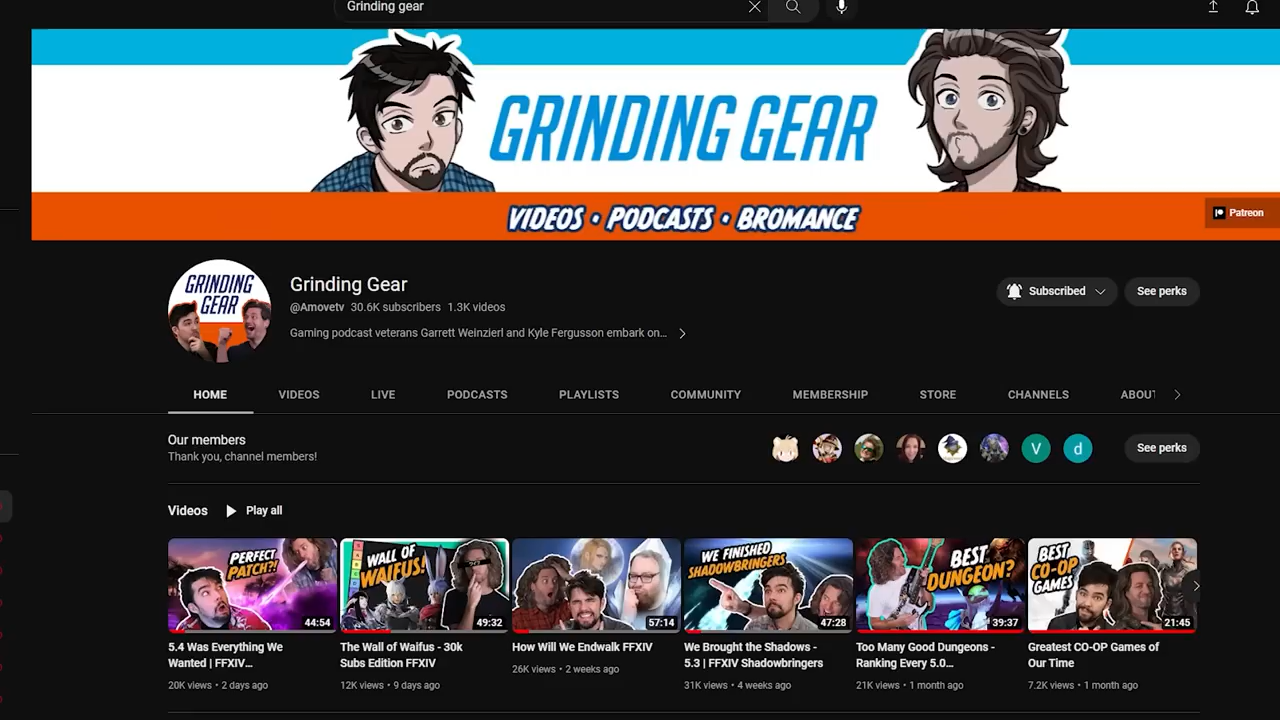 Grinding gear
GRINDING GEAR
VIDEOS • PODCASTS • BROMANCE
Patreon
GRINDING
GEAR
Grinding Gear
@Amovetv 30.6K subscribers 1.3K videos
Gaming podcast veterans Garrett Weinzierl and Kyle Fergusson embark on...
Subscribed
See perks
HOME VIDEOS LIVE PODCASTS PLAYLISTS COMMUNITY MEMBERSHIP STORE CHANNELS ABOUT
Our members
Thank you, channel members!
V
d
See perks
Videos Play all
PERFECT
PATCH?!
44:54
WALL OF
WAIFUS!
49:32
57:14
WE FINISHED
SHADOWBRINGERS
47:28
BEST
DUNGEON?
39:37
BEST
CO-OP
GAMES
21:45
5.4 Was Everything We
Wanted | FFXIV...
20K views • 2 days ago
The Wall of Waifus - 30k
Subs Edition FFXIV
12K views • 9 days ago
How Will We Endwalk FFXIV
26K views • 2 weeks ago
We Brought the Shadows -
5.3 | FFXIV Shadowbringers
31K views • 4 weeks ago
Too Many Good Dungeons -
Ranking Every 5.0...
21K views • 1 month ago
Greatest CO-OP Games of
Our Time
7.2K views • 1 month ago